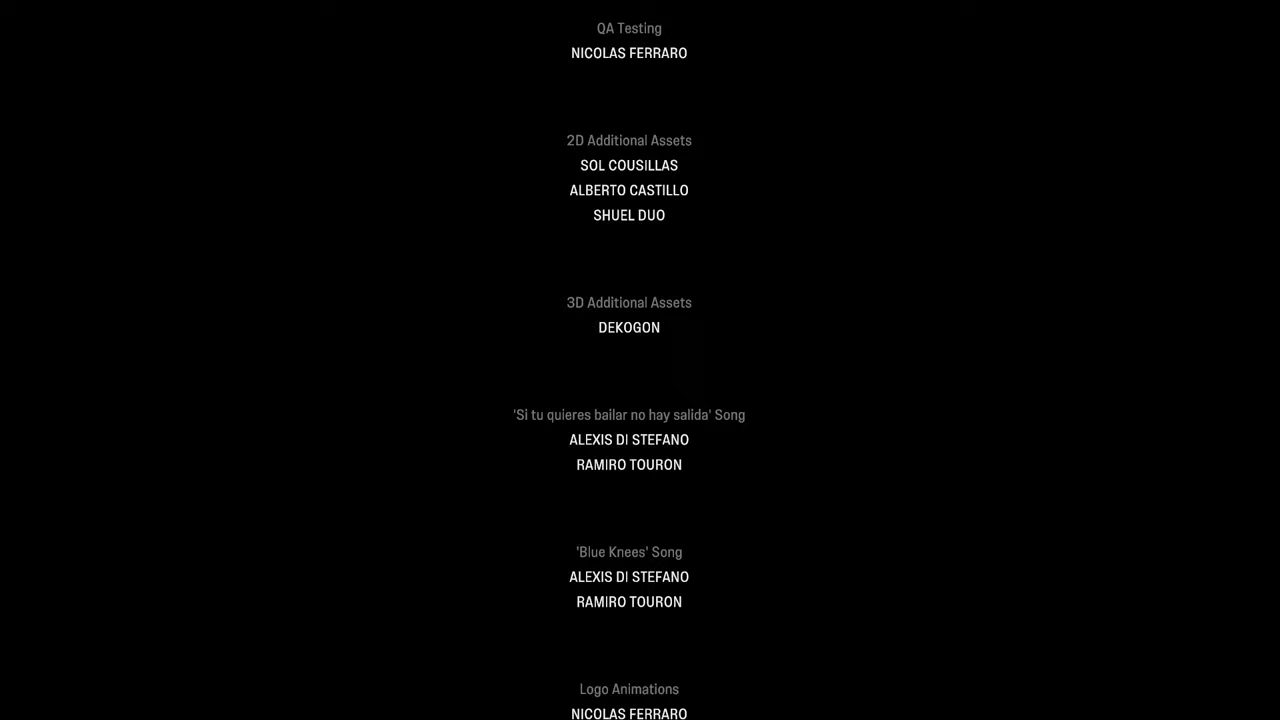 QA Testing
NICOLAS FERRARO
2D Additional Assets
SOL COUSILLAS
ALBERTO CASTILLO
SHUEL DUO
3D Additional Assets
DEKOGON
'Si tu quieres bailar no hay salida' Song
ALEXIS DI STEFANO
RAMIRO TOURON
'Blue Knees' Song
ALEXIS DI STEFANO
RAMIRO TOURON
Logo Animations
NICOLAS FERRARO